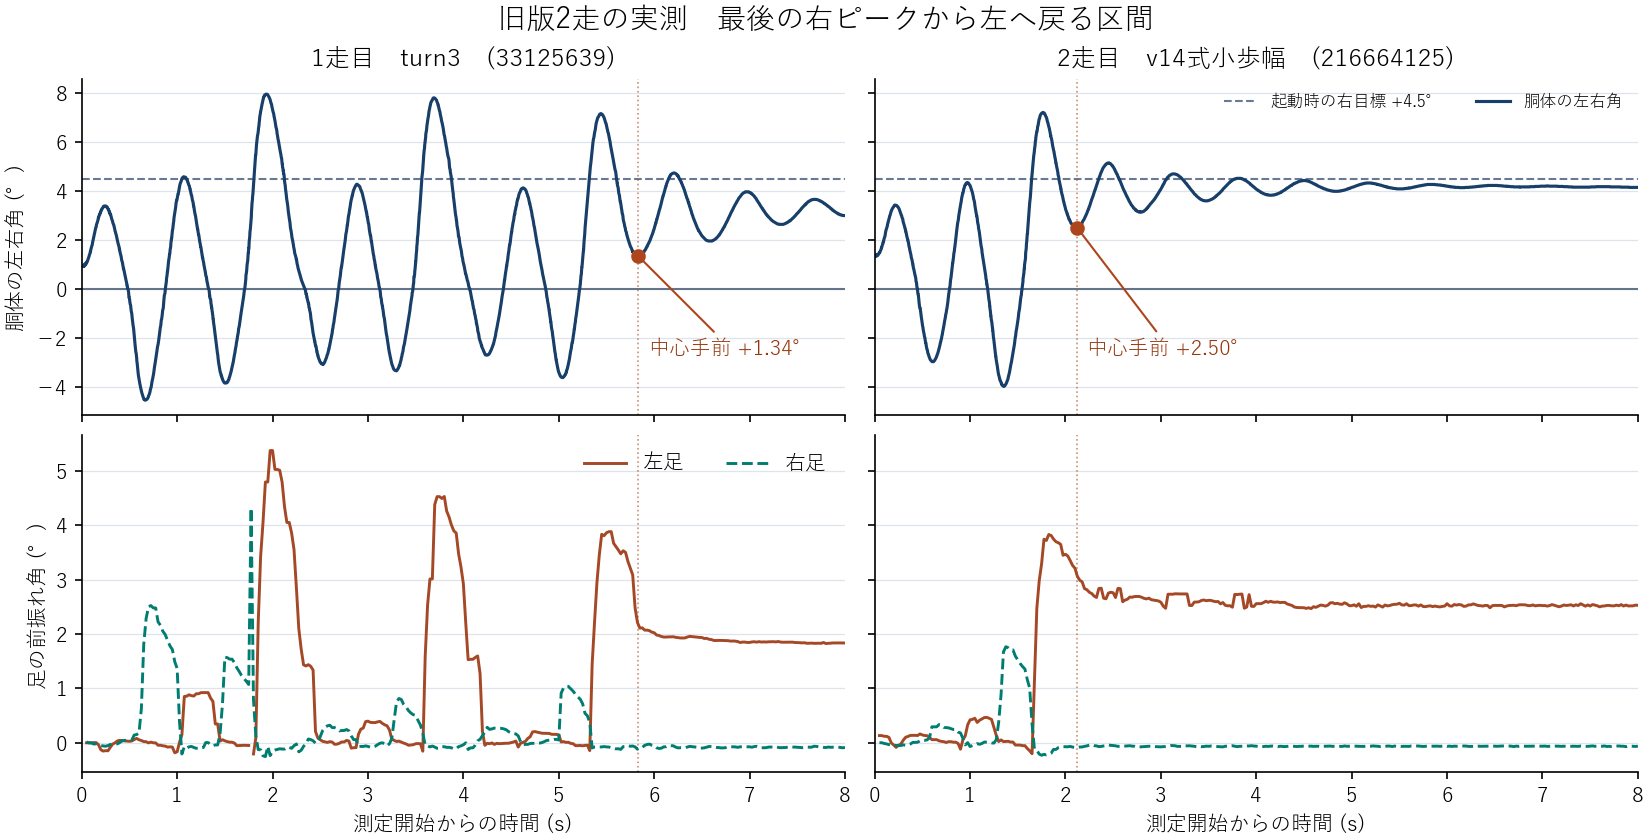 旧版2走の実測　最後の右ピークから左へ戻る区間
1走目　turn3　(33125639)
2走目　v14式小歩幅　(216664125)
胴体の左右角 (°)
8
6
4
2
0
−2
−4
中心手前 +1.34°
起動時の右目標 +4.5°
胴体の左右角
中心手前 +2.50°
足の前振れ角 (°)
5
4
3
2
1
0
左足
右足
0 1 2 3 4 5 6 7 8
測定開始からの時間 (s)
0 1 2 3 4 5 6 7 8
測定開始からの時間 (s)